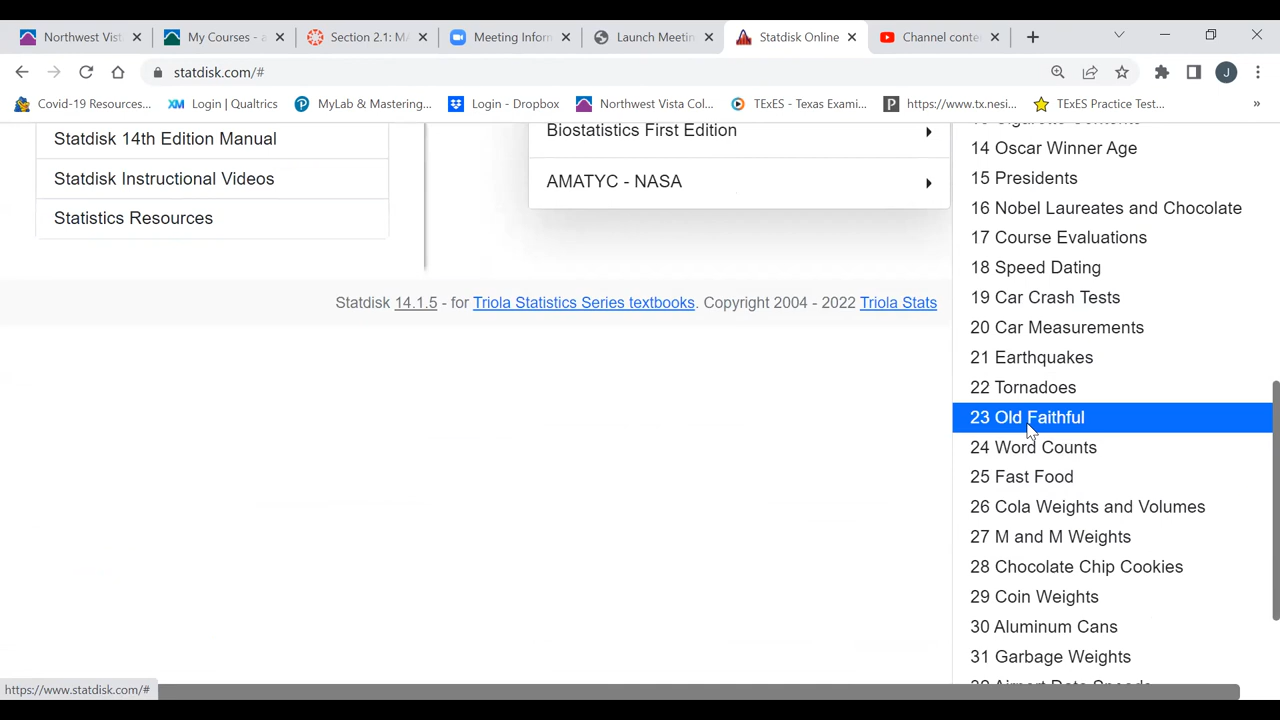 Northwest Vista
My Courses - a
Section 2.1: MA
Meeting Inform
Launch Meetin
Statdisk Online
Channel conte
statdisk.com/#
J
Covid-19 Resources...
Login | Qualtrics
MyLab & Mastering...
Login - Dropbox
Northwest Vista Col...
TExES - Texas Exami...
https://www.tx.nesi...
TExES Practice Test...
»
Statdisk 14th Edition Manual
Statdisk Instructional Videos
Statistics Resources
Biostatistics First Edition
AMATYC - NASA
14 Oscar Winner Age
15 Presidents
16 Nobel Laureates and Chocolate
17 Course Evaluations
18 Speed Dating
19 Car Crash Tests
20 Car Measurements
21 Earthquakes
22 Tornadoes
23 Old Faithful
24 Word Counts
25 Fast Food
26 Cola Weights and Volumes
27 M and M Weights
28 Chocolate Chip Cookies
29 Coin Weights
30 Aluminum Cans
31 Garbage Weights
32 Airport Data Speeds
Statdisk 14.1.5 - for Triola Statistics Series textbooks. Copyright 2004 - 2022 Triola Stats
https://www.statdisk.com/#